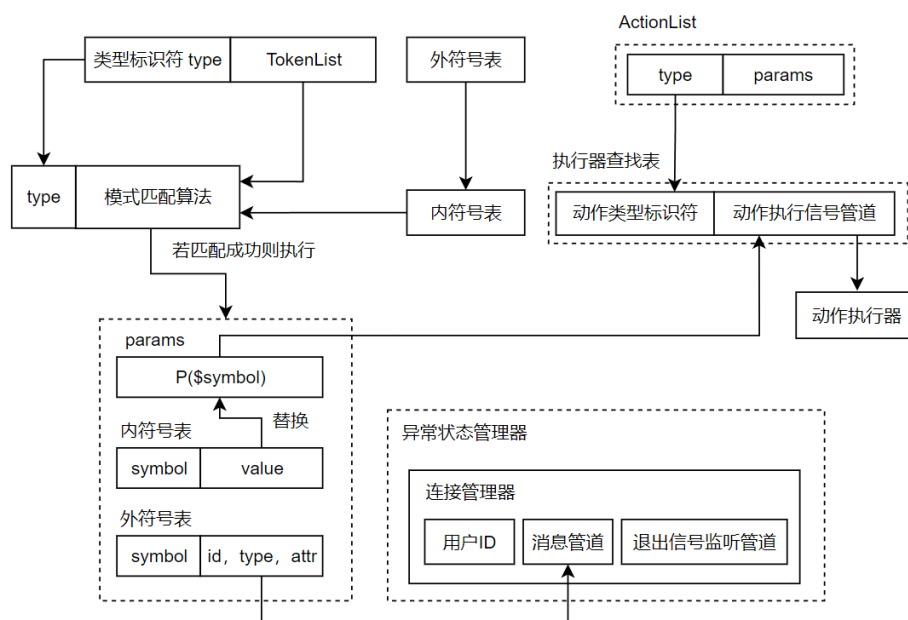 类型标识符 type
TokenList
外符号表
ActionList
type
params
执行器查找表
type
模式匹配算法
内符号表
动作类型标识符
动作执行信号管道
若匹配成功则执行
动作执行器
params
P($symbol)
替换
内符号表
symbol
value
外符号表
symbol
id，type，attr
异常状态管理器
连接管理器
用户ID
消息管道
退出信号监听管道